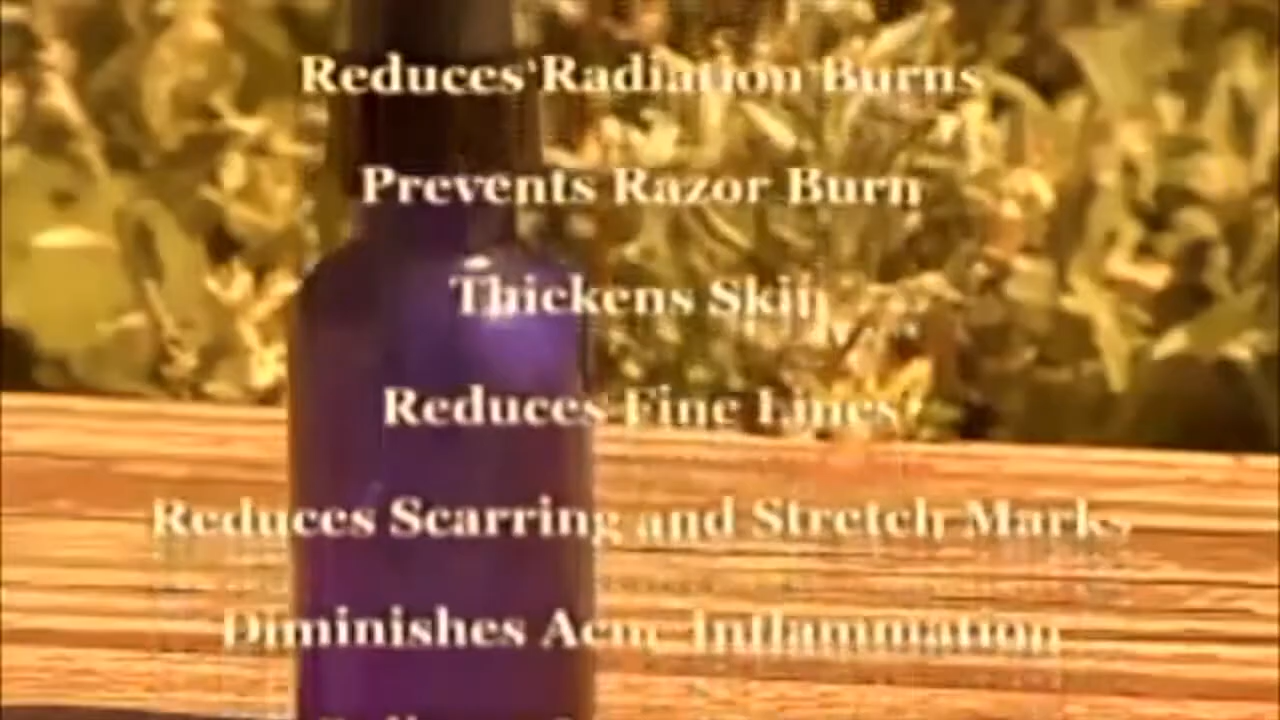 Reduces Radiation Burns
Prevents Razor Burn
Thickens Skin
Reduces Fine Lines
Reduces Scarring and Stretch Marks
Diminishes Acne Inflammation